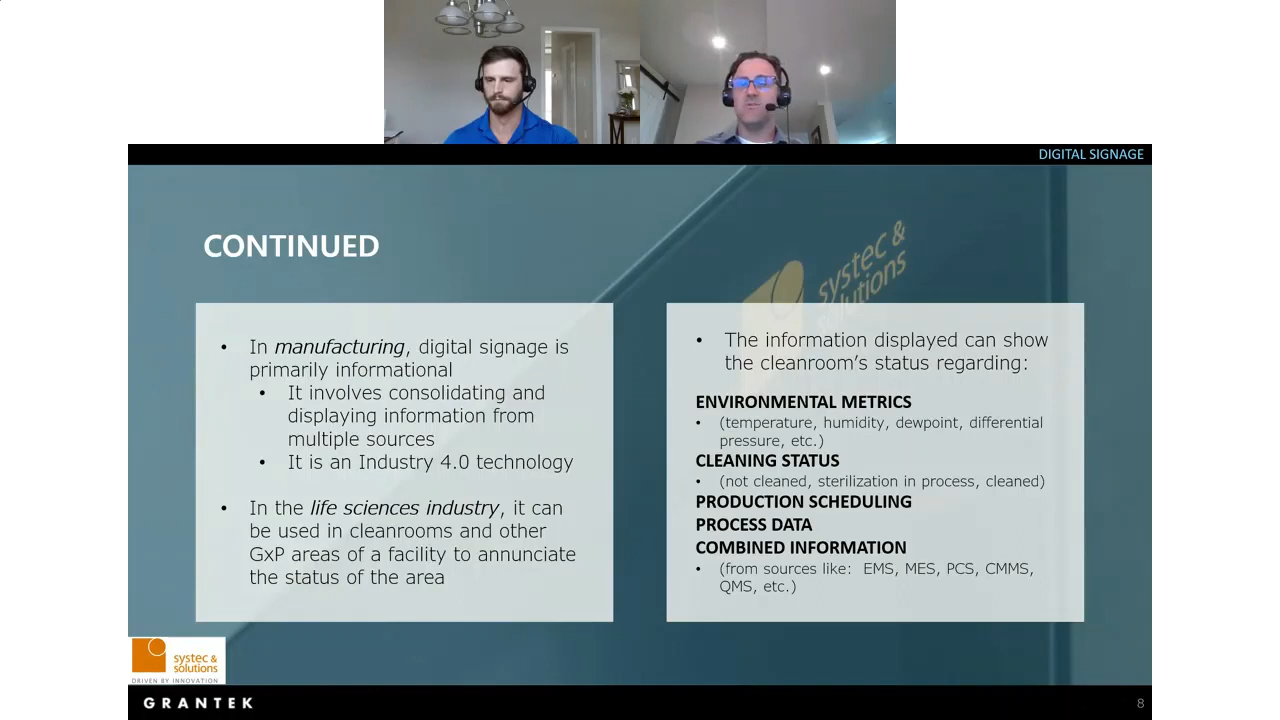 DIGITAL SIGNAGE
CONTINUED
systec &
solutions
• In manufacturing, digital signage is
primarily informational
• It involves consolidating and
displaying information from
multiple sources
• It is an Industry 4.0 technology
• In the life sciences industry, it can
be used in cleanrooms and other
GxP areas of a facility to annunciate
the status of the area
• The information displayed can show
the cleanroom's status regarding:
ENVIRONMENTAL METRICS
• (temperature, humidity, dewpoint, differential
pressure, etc.)
CLEANING STATUS
• (not cleaned, sterilization in process, cleaned)
PRODUCTION SCHEDULING
PROCESS DATA
COMBINED INFORMATION
• (from sources like: EMS, MES, PCS, CMMS,
QMS, etc.)
systec &
solutions
DRIVEN BY INNOVATION
GRANTEK
8